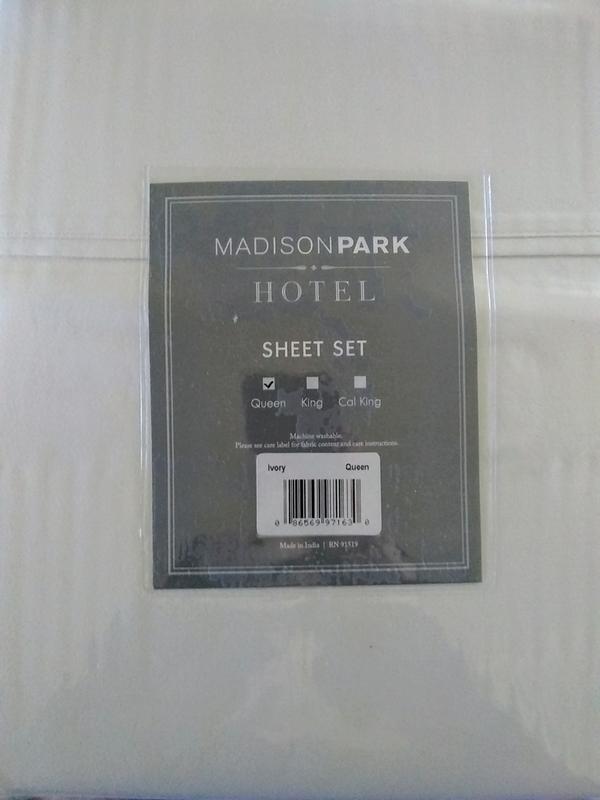 MADISONPARK
HOTEL
SHEET SET
Queen King Cal King
Machine washable.
Please see care label for fabric content and care instructions.
Ivory Queen
0 86569 97163 0
Made in India | RN 91519